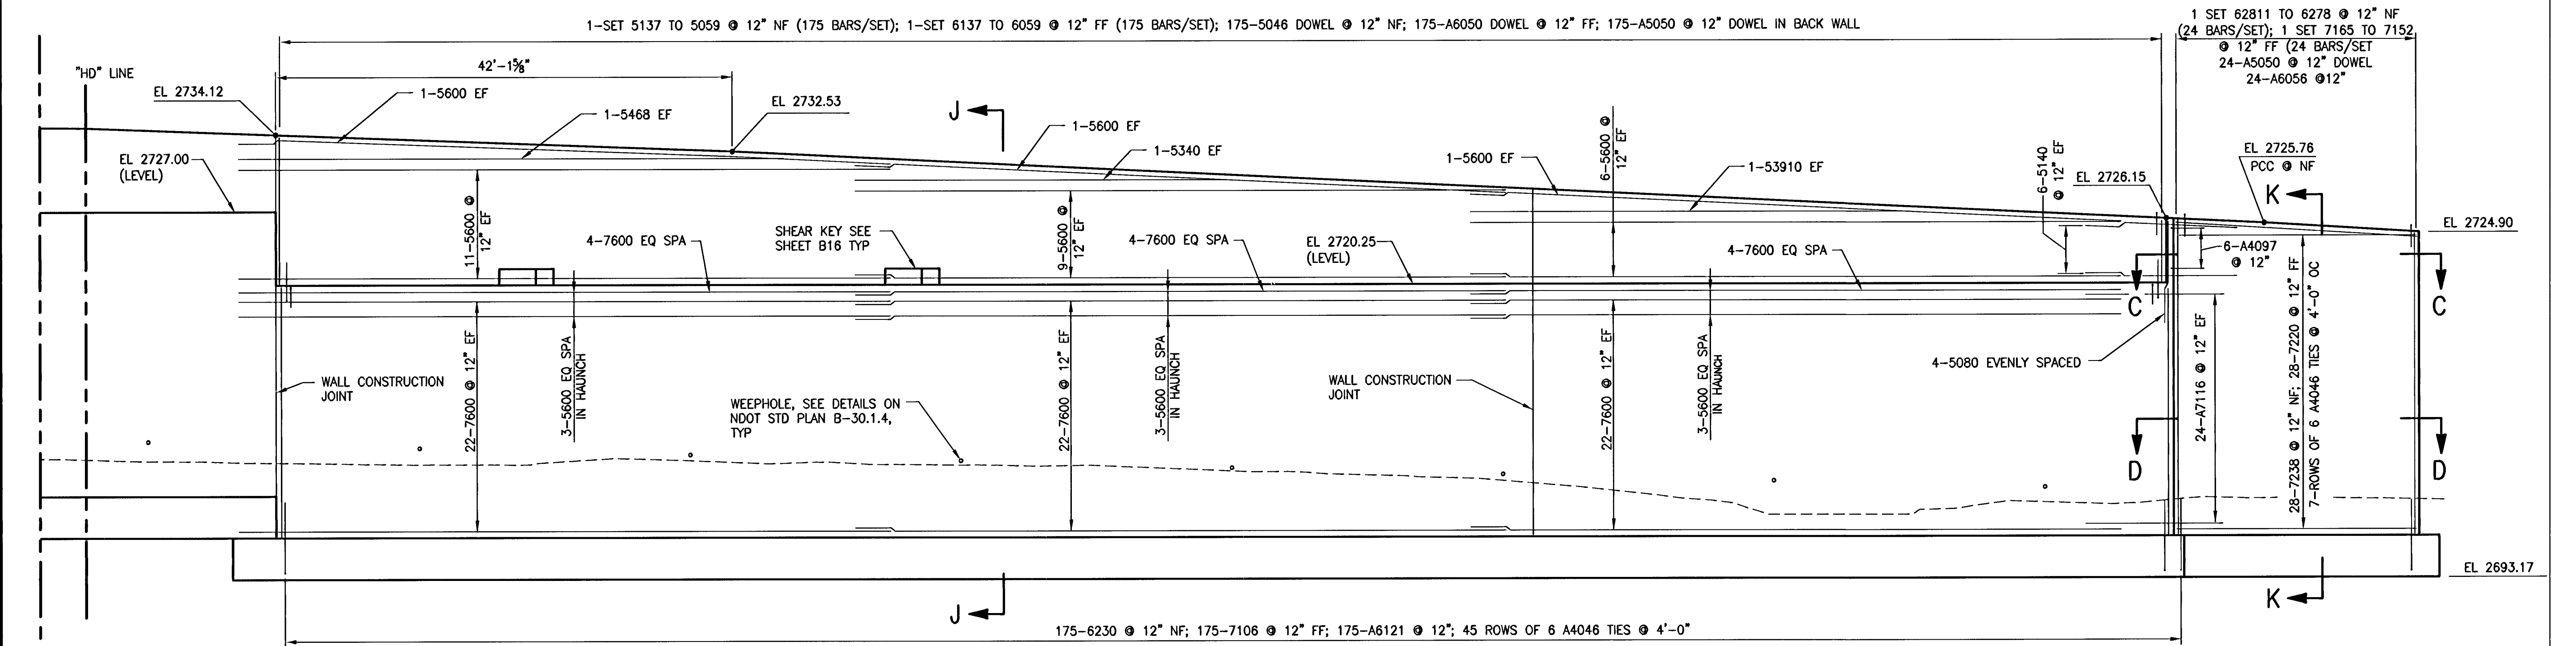 1-SET 5137 TO 5059 @ 12" NF (175 BARS/SET); 1-SET 6137 TO 6059 @ 12" FF (175 BARS/SET); 175-5046 DOWEL @ 12" NF; 175-A6050 DOWEL @ 12" FF; 175-A5050 @ 12" DOWEL IN BACK WALL
1 SET 62811 TO 6278 @ 12" NF
(24 BARS/SET); 1 SET 7165 TO 7152
@ 12" FF (24 BARS/SET
24-A5050 @ 12" DOWEL
24-A6056 @12"
"HD" LINE
42'-1⅝"
EL 2734.12
1-5600 EF
1-5468 EF
EL 2732.53
J
1-5600 EF
1-5340 EF
1-5600 EF
6-5600 @
12" EF
1-53910 EF
6-5140
@ 12" EF
EL 2726.15
EL 2725.76
PCC @ NF
K
EL 2724.90
EL 2727.00
(LEVEL)
11-5600 @
12" EF
4-7600 EQ SPA
SHEAR KEY SEE
SHEET B16 TYP
9-5600 @
12" EF
4-7600 EQ SPA
EL 2720.25
(LEVEL)
4-7600 EQ SPA
6-A4097
@ 12"
C
C
WALL CONSTRUCTION
JOINT
22-7600 @ 12" EF
3-5600 EQ SPA
IN HAUNCH
WEEPHOLE, SEE DETAILS ON
NDOT STD PLAN B-30.1.4,
TYP
22-7600 @ 12" EF
3-5600 EQ SPA
IN HAUNCH
WALL CONSTRUCTION
JOINT
22-7600 @ 12" EF
3-5600 EQ SPA
IN HAUNCH
4-5080 EVENLY SPACED
24-A7116 @ 12" EF
28-7238 @ 12" NF; 28-7220 @ 12" FF
7-ROWS OF 6 A4046 TIES @ 4'-0" OC
D
D
EL 2693.17
J
K
175-6230 @ 12" NF; 175-7106 @ 12" FF; 175-A6121 @ 12"; 45 ROWS OF 6 A4046 TIES @ 4'-0"